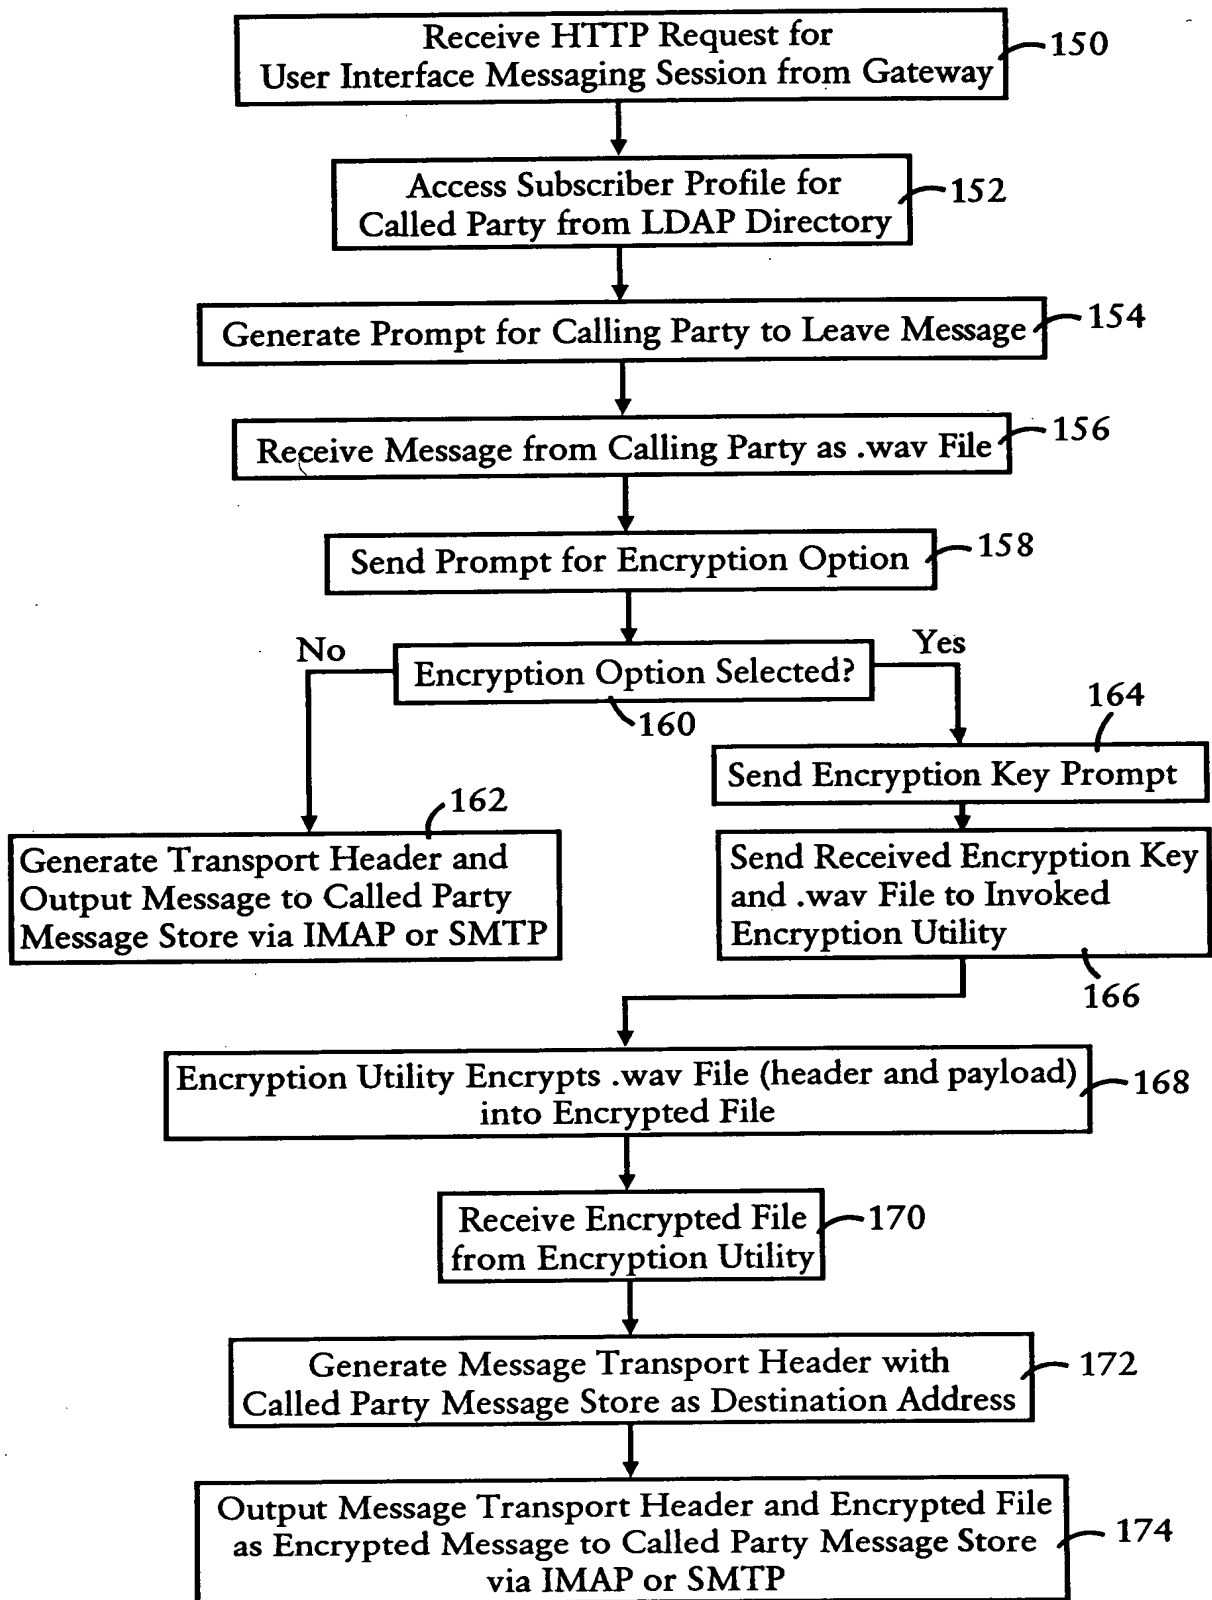 Receive HTTP Request for
User Interface Messaging Session from Gateway
150
Access Subscriber Profile for
Called Party from LDAP Directory
152
Generate Prompt for Calling Party to Leave Message
154
Receive Message from Calling Party as .wav File
156
Send Prompt for Encryption Option
158
No
Yes
Encryption Option Selected?
160
164
Send Encryption Key Prompt
162
Generate Transport Header and
Output Message to Called Party
Message Store via IMAP or SMTP
Send Received Encryption Key
and .wav File to Invoked
Encryption Utility
166
Encryption Utility Encrypts .wav File (header and payload)
into Encrypted File
168
Receive Encrypted File
from Encryption Utility
170
Generate Message Transport Header with
Called Party Message Store as Destination Address
172
Output Message Transport Header and Encrypted File
as Encrypted Message to Called Party Message Store
via IMAP or SMTP
174